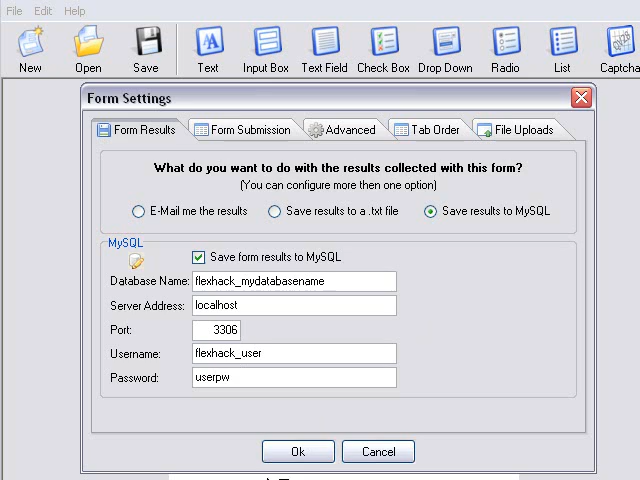 File Edit Help
New Open Save Text Input Box Text Field Check Box Drop Down Radio List Captcha
Form Settings
Form Results Form Submission Advanced Tab Order File Uploads
What do you want to do with the results collected with this form?
(You can configure more then one option)
E-Mail me the results Save results to a .txt file Save results to MySQL
MySQL
Save form results to MySQL
Database Name: flexhack_mydatabasename
Server Address: localhost
Port: 3306
Username: flexhack_user
Password: userpw
Ok Cancel